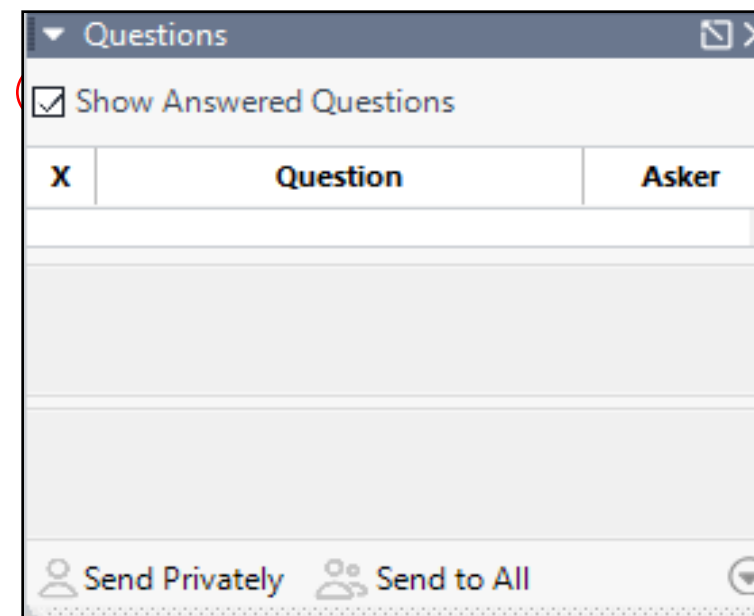 Questions
Show Answered Questions
X Question Asker
Send Privately Send to All